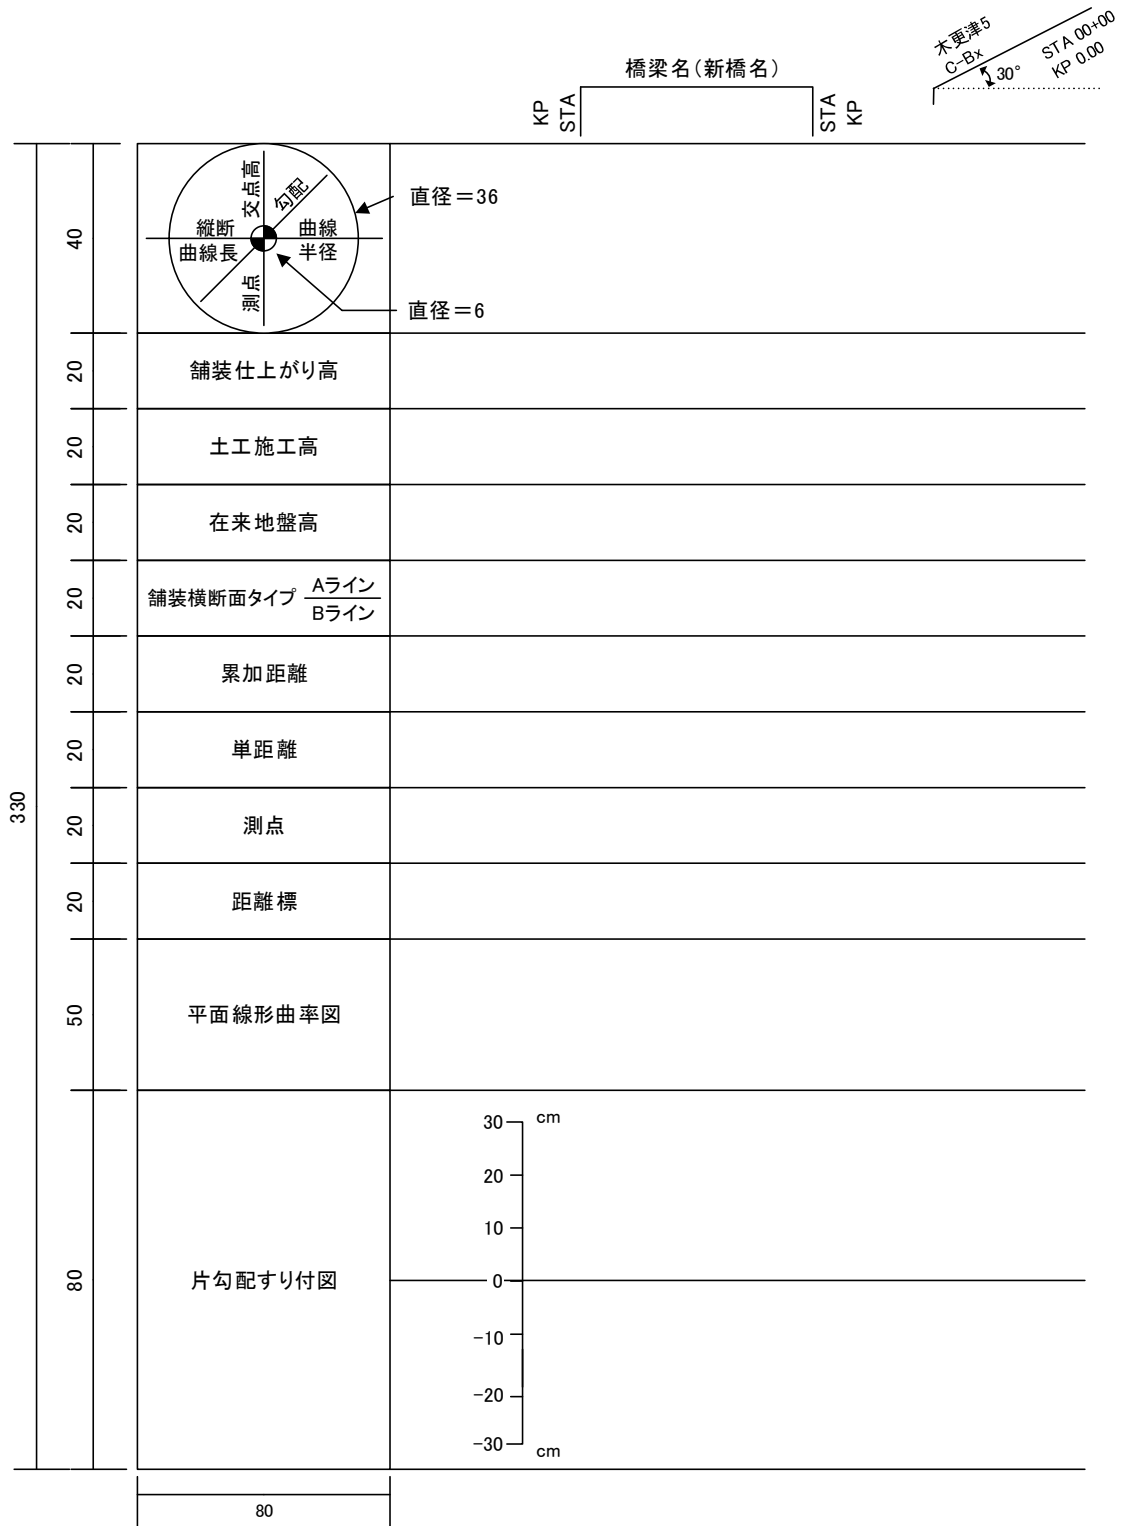 木更津5
C-Bx
STA 00+00
KP 0.00
30°
橋梁名(新橋名)
KP
STA
STA
KP
交点高
勾配
縦断
曲線長
曲線
半径
測点
直径=36
直径=6
40
20
舗装仕上がり高
20
土工施工高
20
在来地盤高
20
舗装横断面タイプ
Aライン
Bライン
20
累加距離
20
単距離
330
20
測点
20
距離標
50
平面線形曲率図
80
片勾配すり付図
30
cm
20
10
0
-10
-20
-30
cm
80